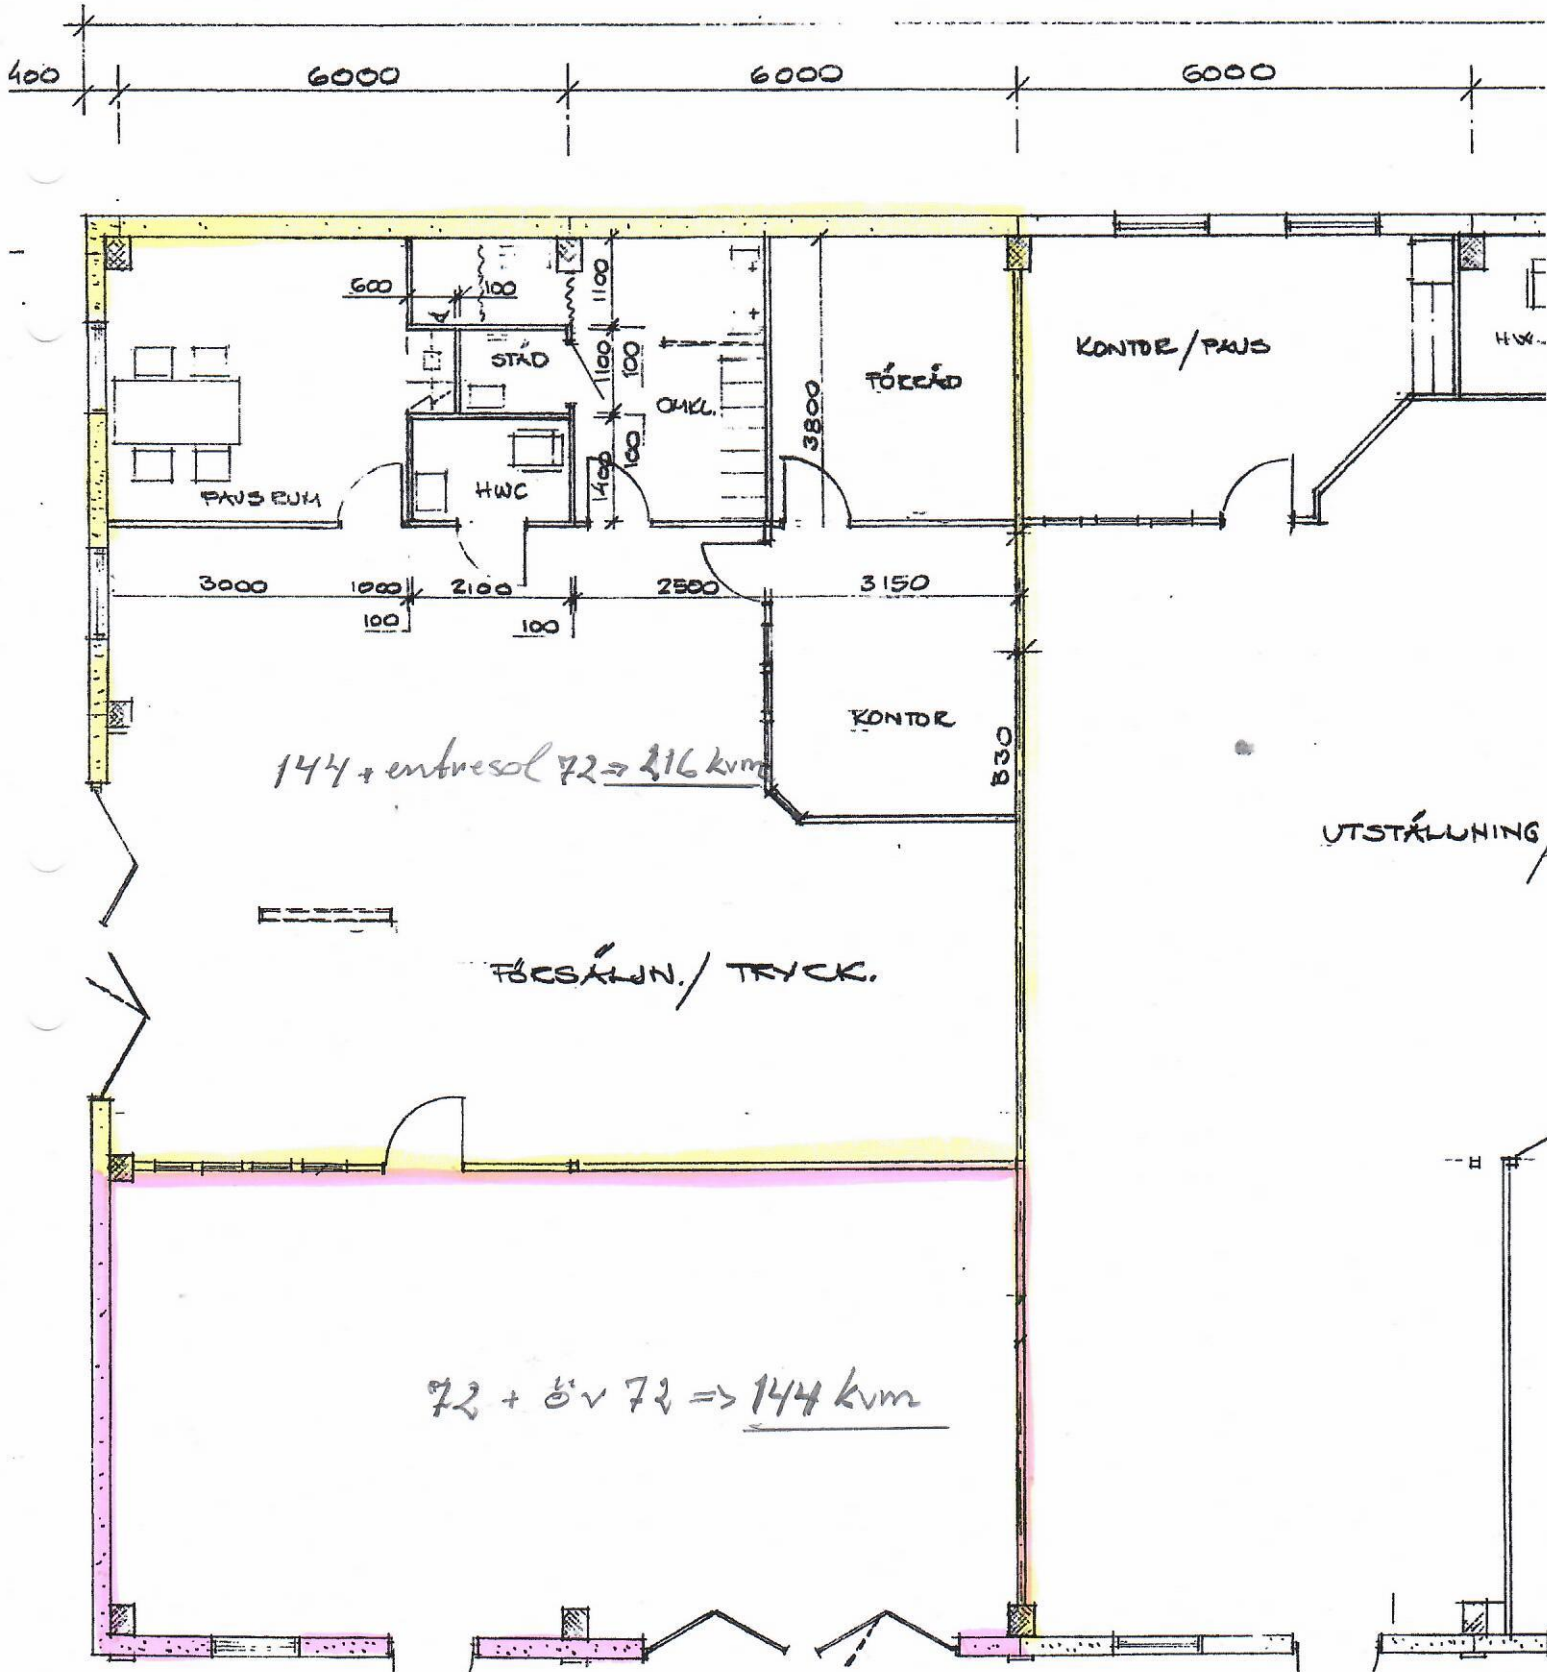 400 6000 6000 6000
600 100 1100
STÄD 1100 100
KONTOR/PAUS HW
FÖRRÅD
OMKL. 3800
100
1400
PAUSRUM HWC
3000 1000 2100 2500 3150
100 100
KONTOR
B30
144 + entresol 72 => 216 kvm
UTSTÄLLNING/
FÖRSÄLJN./ TRYCK.
72 + öv 72 => 144 kvm